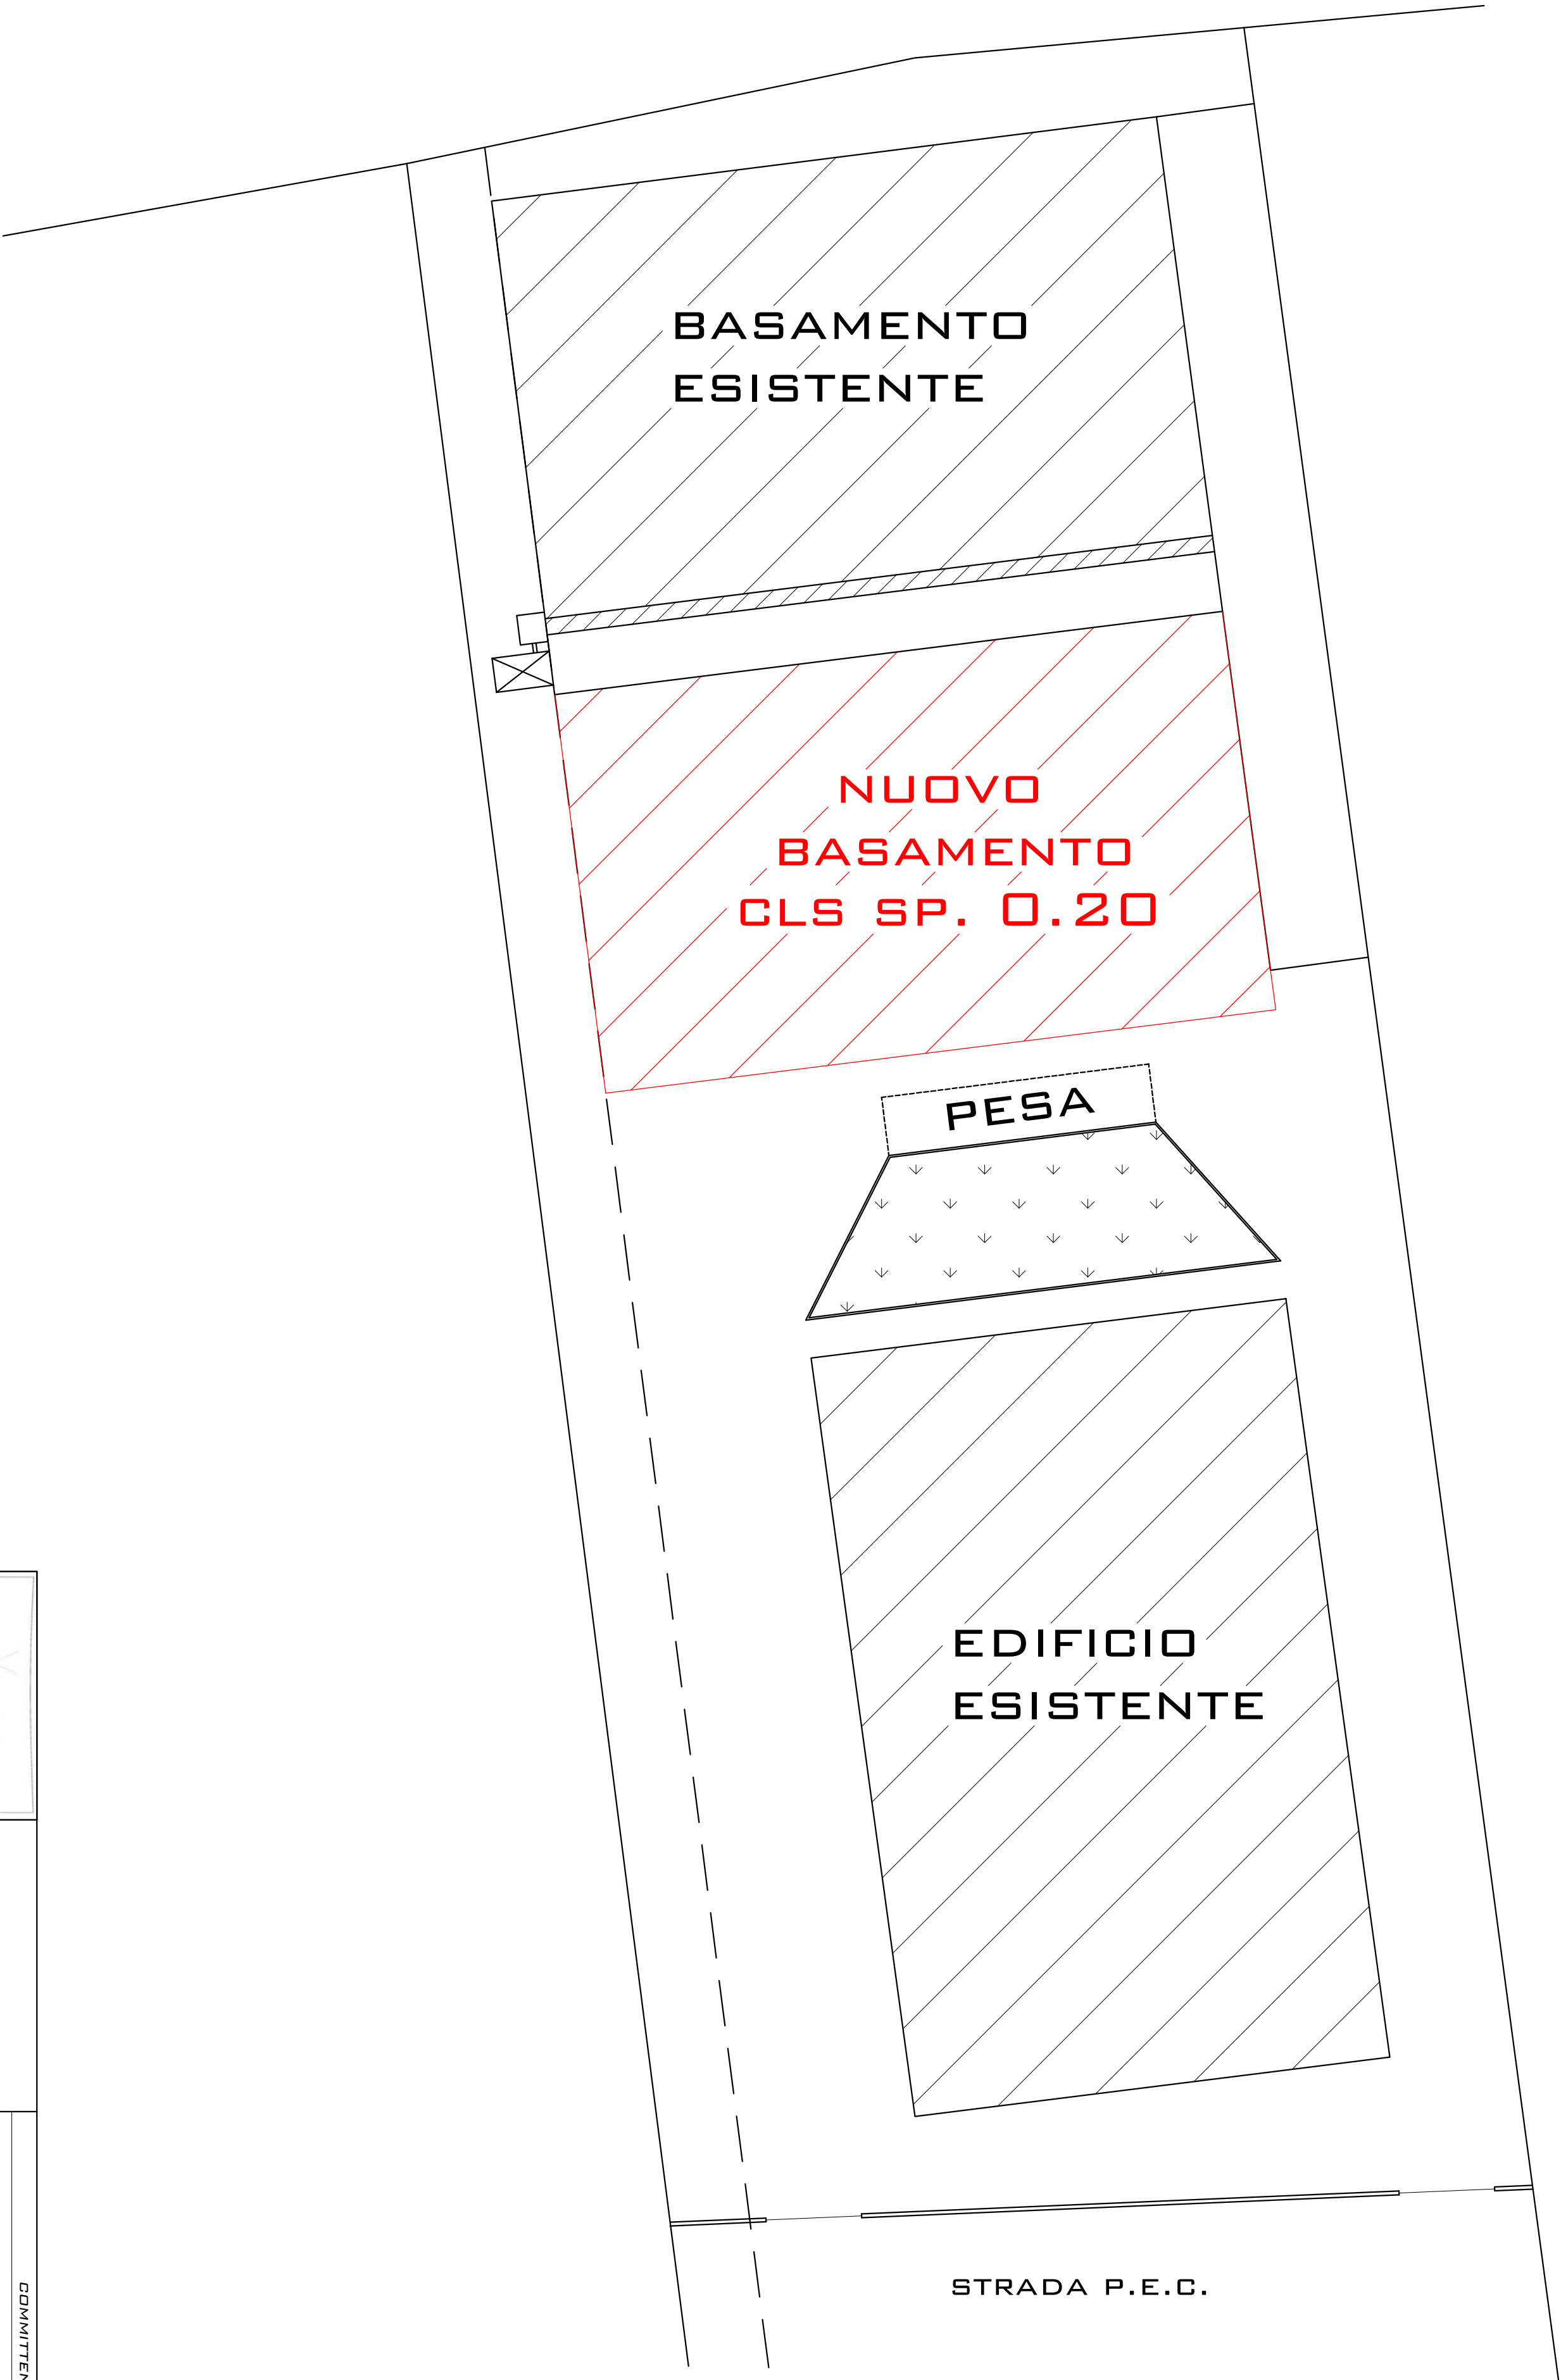 BASAMENTO
ESISTENTE
NUOVO
BASAMENTO
CLS SP. 0.20
PESA
EDIFICIO
ESISTENTE
STRADA P.E.C.